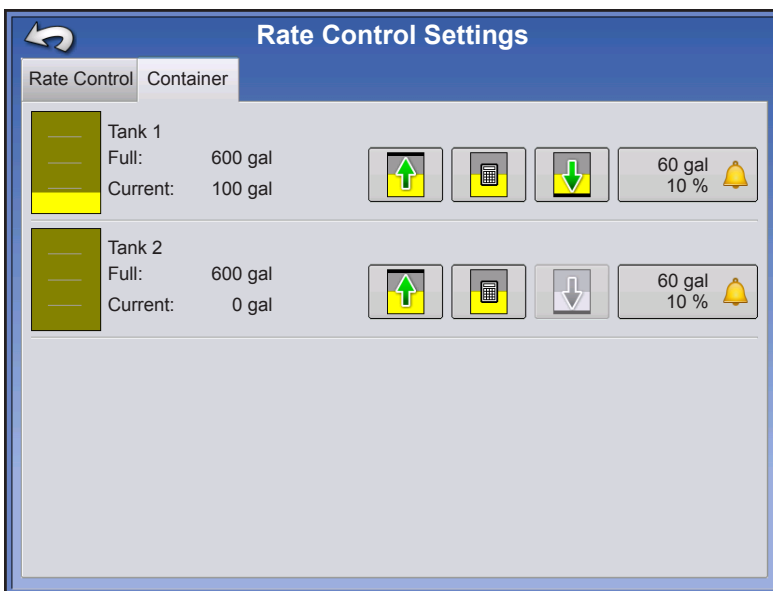 Rate Control Settings
Rate Control Container
Tank 1
Full: 600 gal
Current: 100 gal
60 gal
10 %
Tank 2
Full: 600 gal
Current: 0 gal
60 gal
10 %